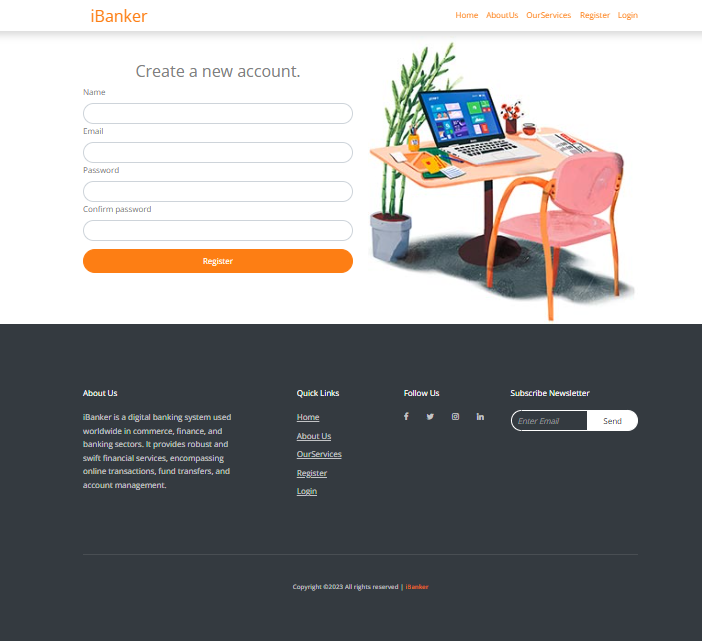 iBanker
Home AboutUs OurServices Register Login
Create a new account.
Name
Email
Password
Confirm password
Register
About Us
iBanker is a digital banking system used
worldwide in commerce, finance, and
banking sectors. It provides robust and
swift financial services, encompassing
online transactions, fund transfers, and
account management.
Quick Links
Home
About Us
OurServices
Register
Login
Follow Us
Subscribe Newsletter
Enter Email Send
Copyright ©2023 All rights reserved | iBanker